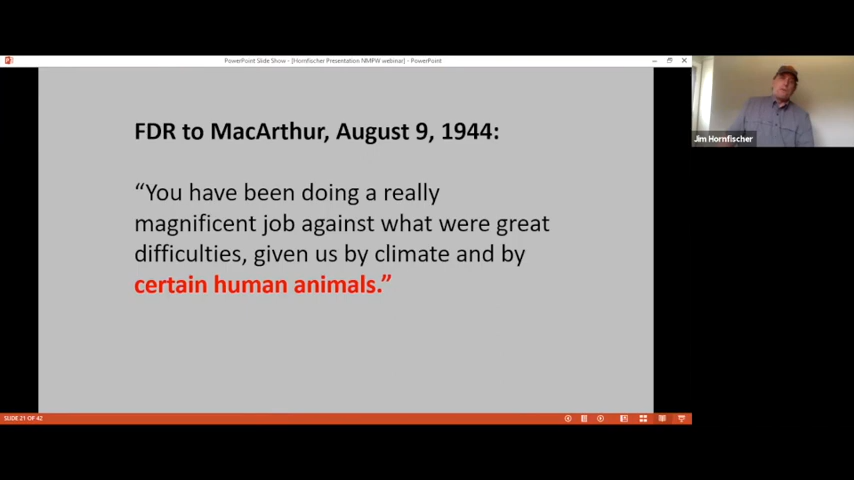 PowerPoint Slide Show - [Hornfischer Presentation NMPW webinar] - PowerPoint
FDR to MacArthur, August 9, 1944:
“You have been doing a really
magnificent job against what were great
difficulties, given us by climate and by
certain human animals.”
Jim Hornfischer
SLIDE 21 OF 42